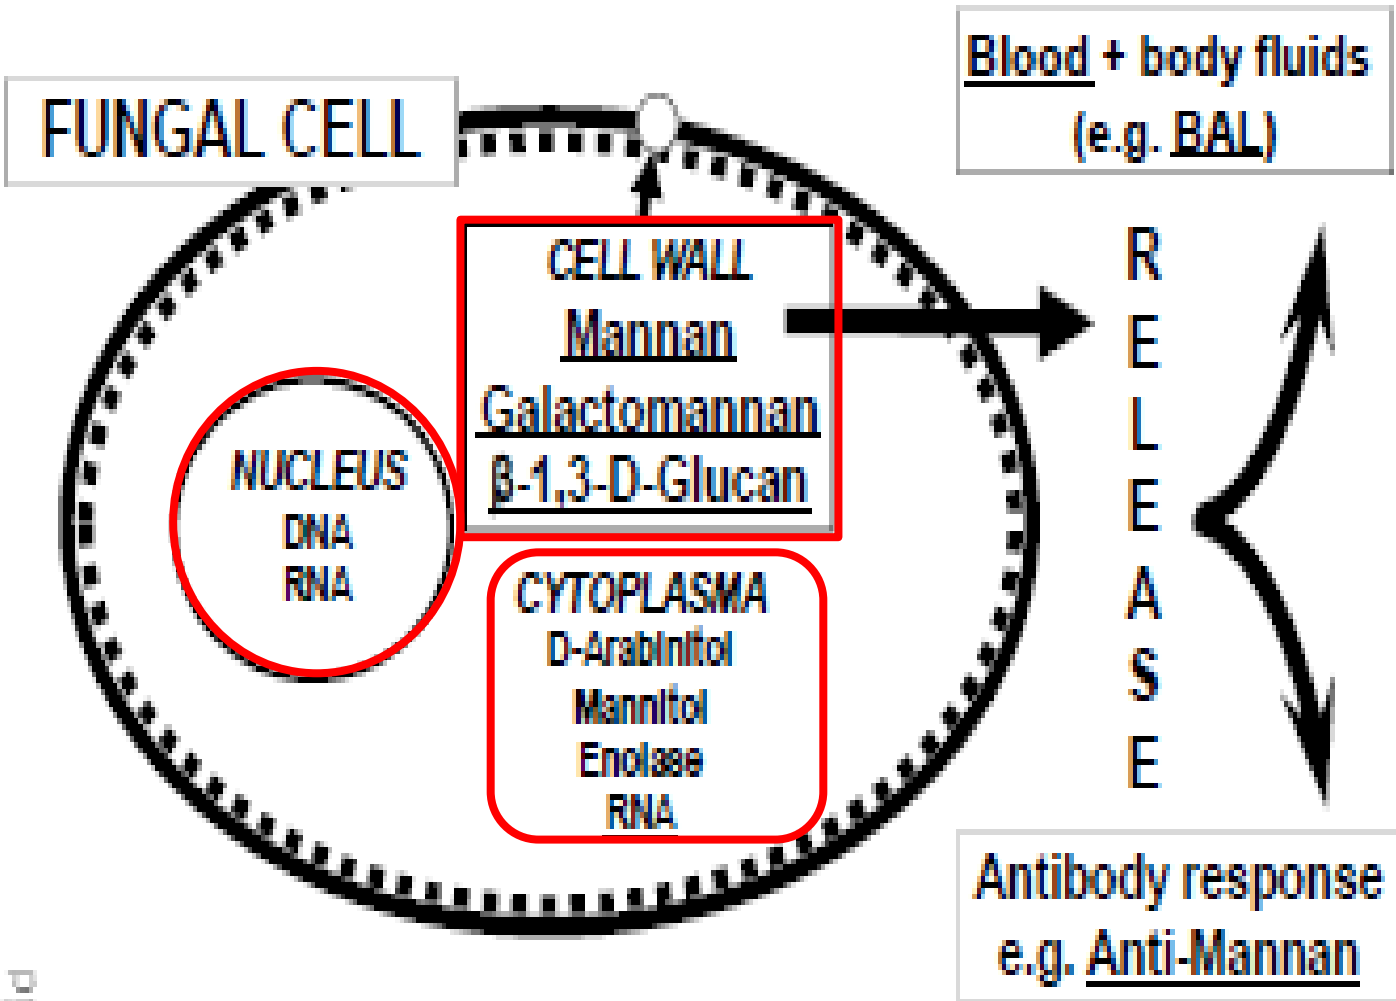 FUNGAL CELL
CELL WALL
Mannan
Galactomannan
β-1,3-D-Glucan
NUCLEUS
DNA
RNA
CYTOPLASMA
D-Arabinitol
Mannitol
Enolase
RNA
Blood + body fluids
(e.g. BAL)
R
E
L
E
A
S
E
Antibody response
e.g. Anti-Mannan